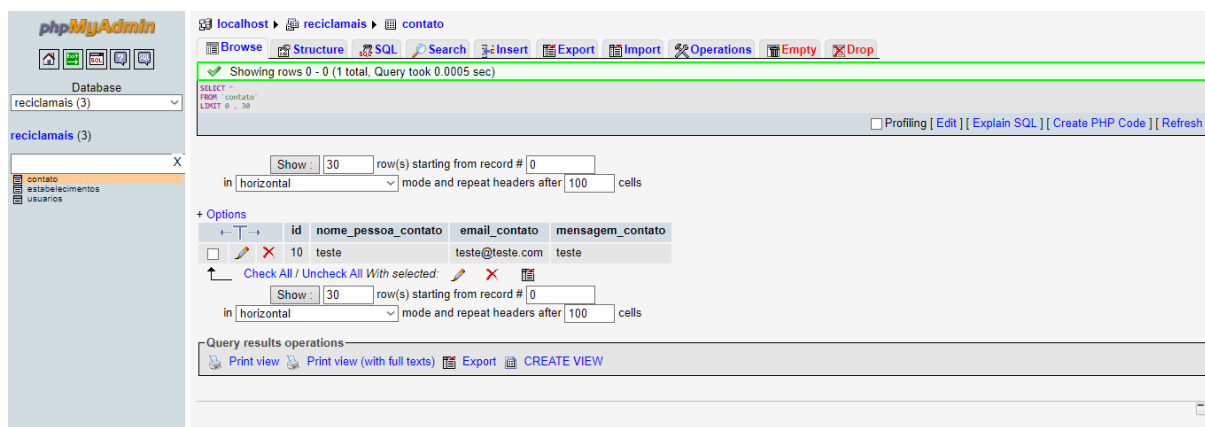 phpMyAdmin
Database
reciclamais (3)
reciclamais (3)
X
contato
estabelecimentos
usuarios
localhost ▸ reciclamais ▸ contato
Browse Structure SQL Search Insert Export Import Operations Empty Drop
Showing rows 0 - 0 (1 total, Query took 0.0005 sec)
SELECT *
FROM `contato`
LIMIT 0 , 30
Profiling [ Edit ] [ Explain SQL ] [ Create PHP Code ] [ Refresh
Show : 30 row(s) starting from record # 0
in horizontal mode and repeat headers after 100 cells
+ Options
←T→ id nome_pessoa_contato email_contato mensagem_contato
10 teste teste@teste.com teste
Check All / Uncheck All With selected:
Show : 30 row(s) starting from record # 0
in horizontal mode and repeat headers after 100 cells
Query results operations
Print view Print view (with full texts) Export CREATE VIEW